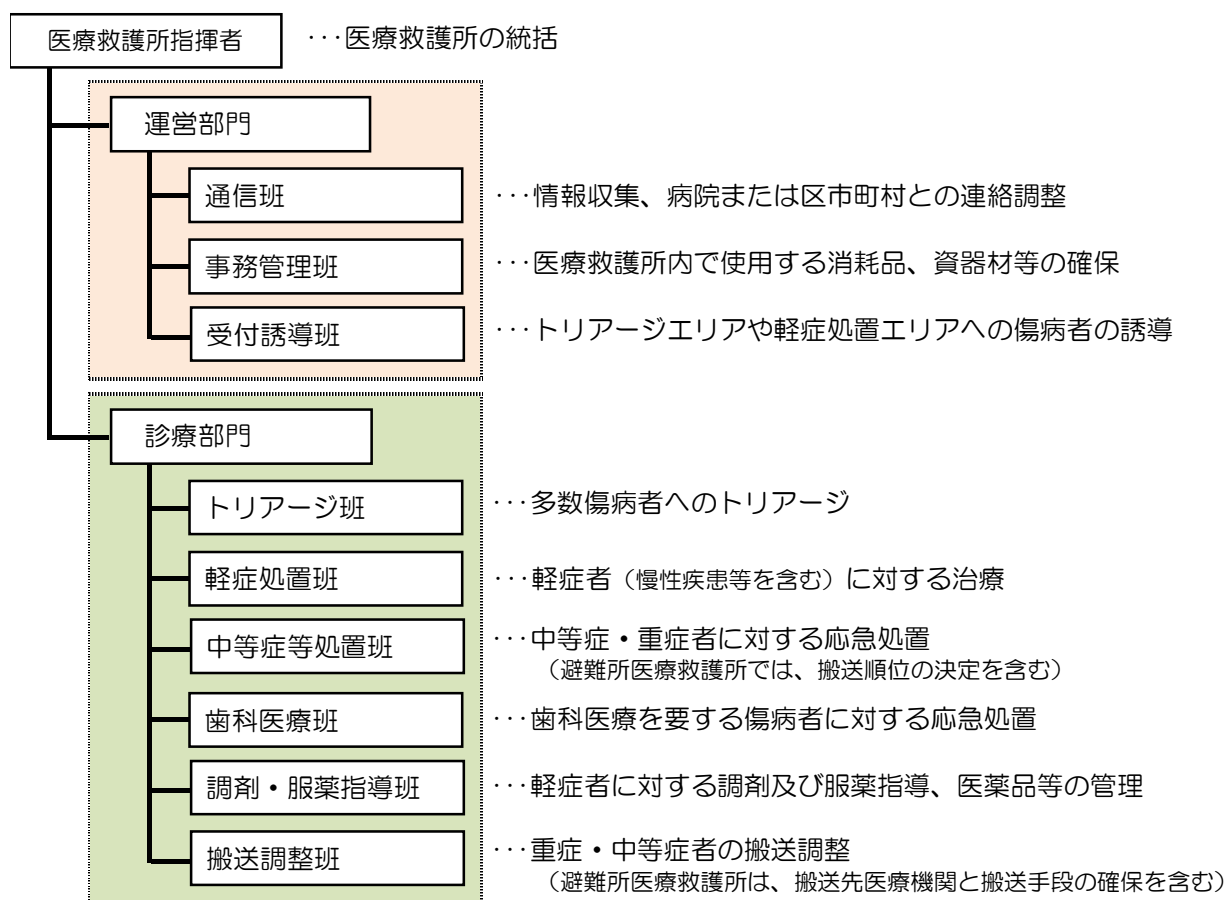 医療救護所指揮者 ···医療救護所の統括
運営部門
通信班 ···情報収集、病院または区市町村との連絡調整
事務管理班 ···医療救護所内で使用する消耗品、資器材等の確保
受付誘導班 ···トリアージエリアや軽症処置エリアへの傷病者の誘導
診療部門
トリアージ班 ···多数傷病者へのトリアージ
軽症処置班 ···軽症者（慢性疾患等を含む）に対する治療
中等症等処置班 ···中等症・重症者に対する応急処置
（避難所医療救護所では、搬送順位の決定を含む）
歯科医療班 ···歯科医療を要する傷病者に対する応急処置
調剤・服薬指導班 ···軽症者に対する調剤及び服薬指導、医薬品等の管理
搬送調整班 ···重症・中等症者の搬送調整
（避難所医療救護所は、搬送先医療機関と搬送手段の確保を含む）